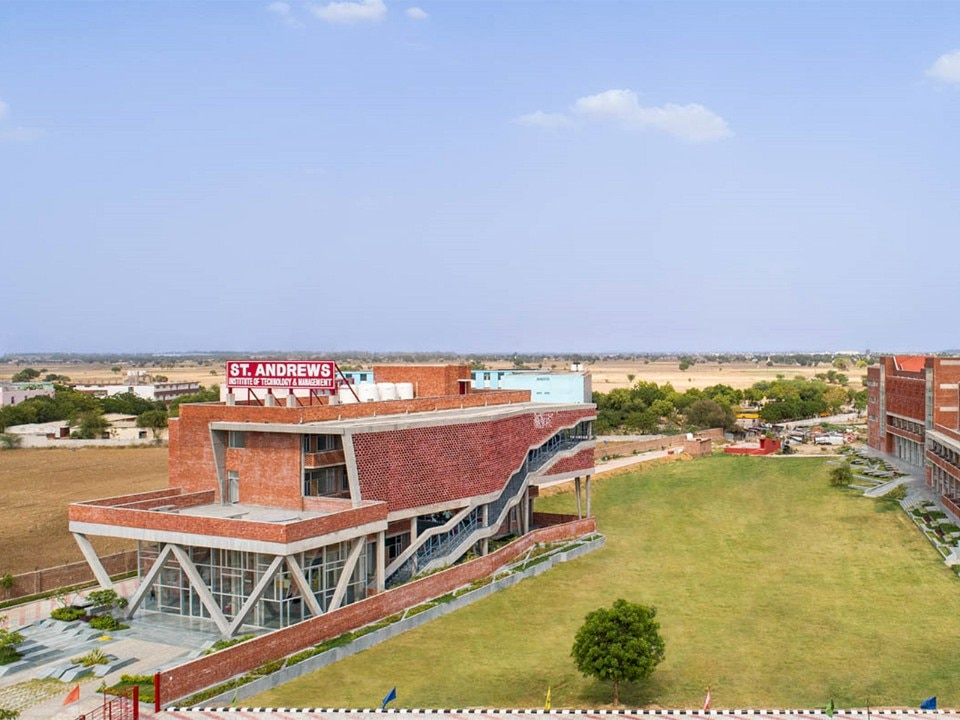 ST. ANDREWS
INSTITUTE OF TECHNOLOGY & MANAGEMENT